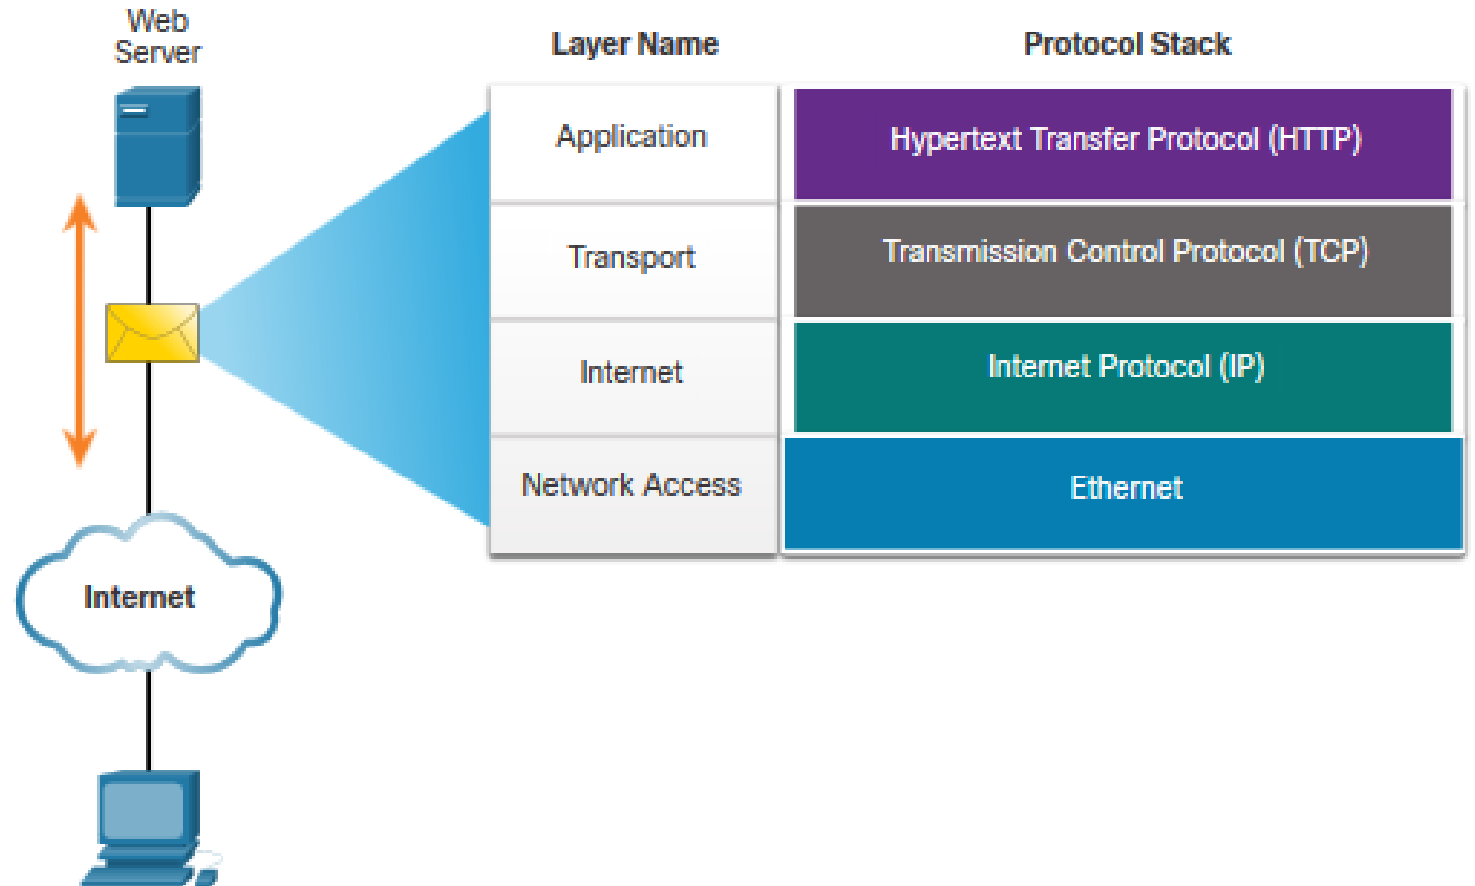 Web
Server
Layer Name
Protocol Stack
Application
Hypertext Transfer Protocol (HTTP)
Transport
Transmission Control Protocol (TCP)
Internet
Internet Protocol (IP)
Network Access
Ethernet
Internet